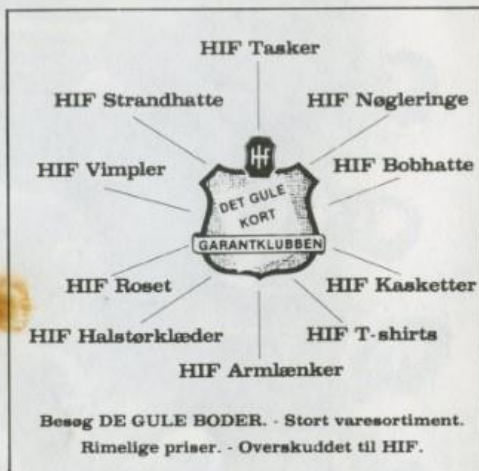 HIF Tasker
HIF Strandhatte
HIF Nøgleringe
HIF Vimpler
HIF Bobhatte
HIF
DET GULE
KORT
GARANTKLUBBEN
HIF Roset
HIF Kasketter
HIF Halstørklæder
HIF T-shirts
HIF Armlænker
Besøg DE GULE BODER. - Stort varesortiment.
Rimelige priser. - Overskuddet til HIF.